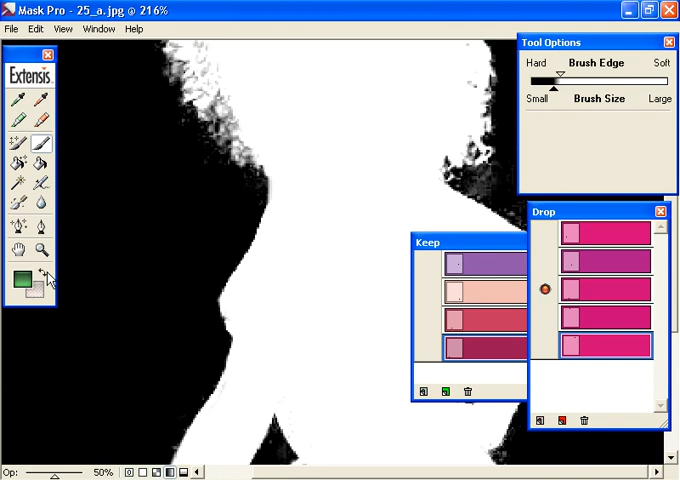 Mask Pro - 25_a.jpg @ 216%
File Edit View Window Help
Extensis
Tool Options
Hard Brush Edge Soft
Small Brush Size Large
Keep
Drop
Op: 50%